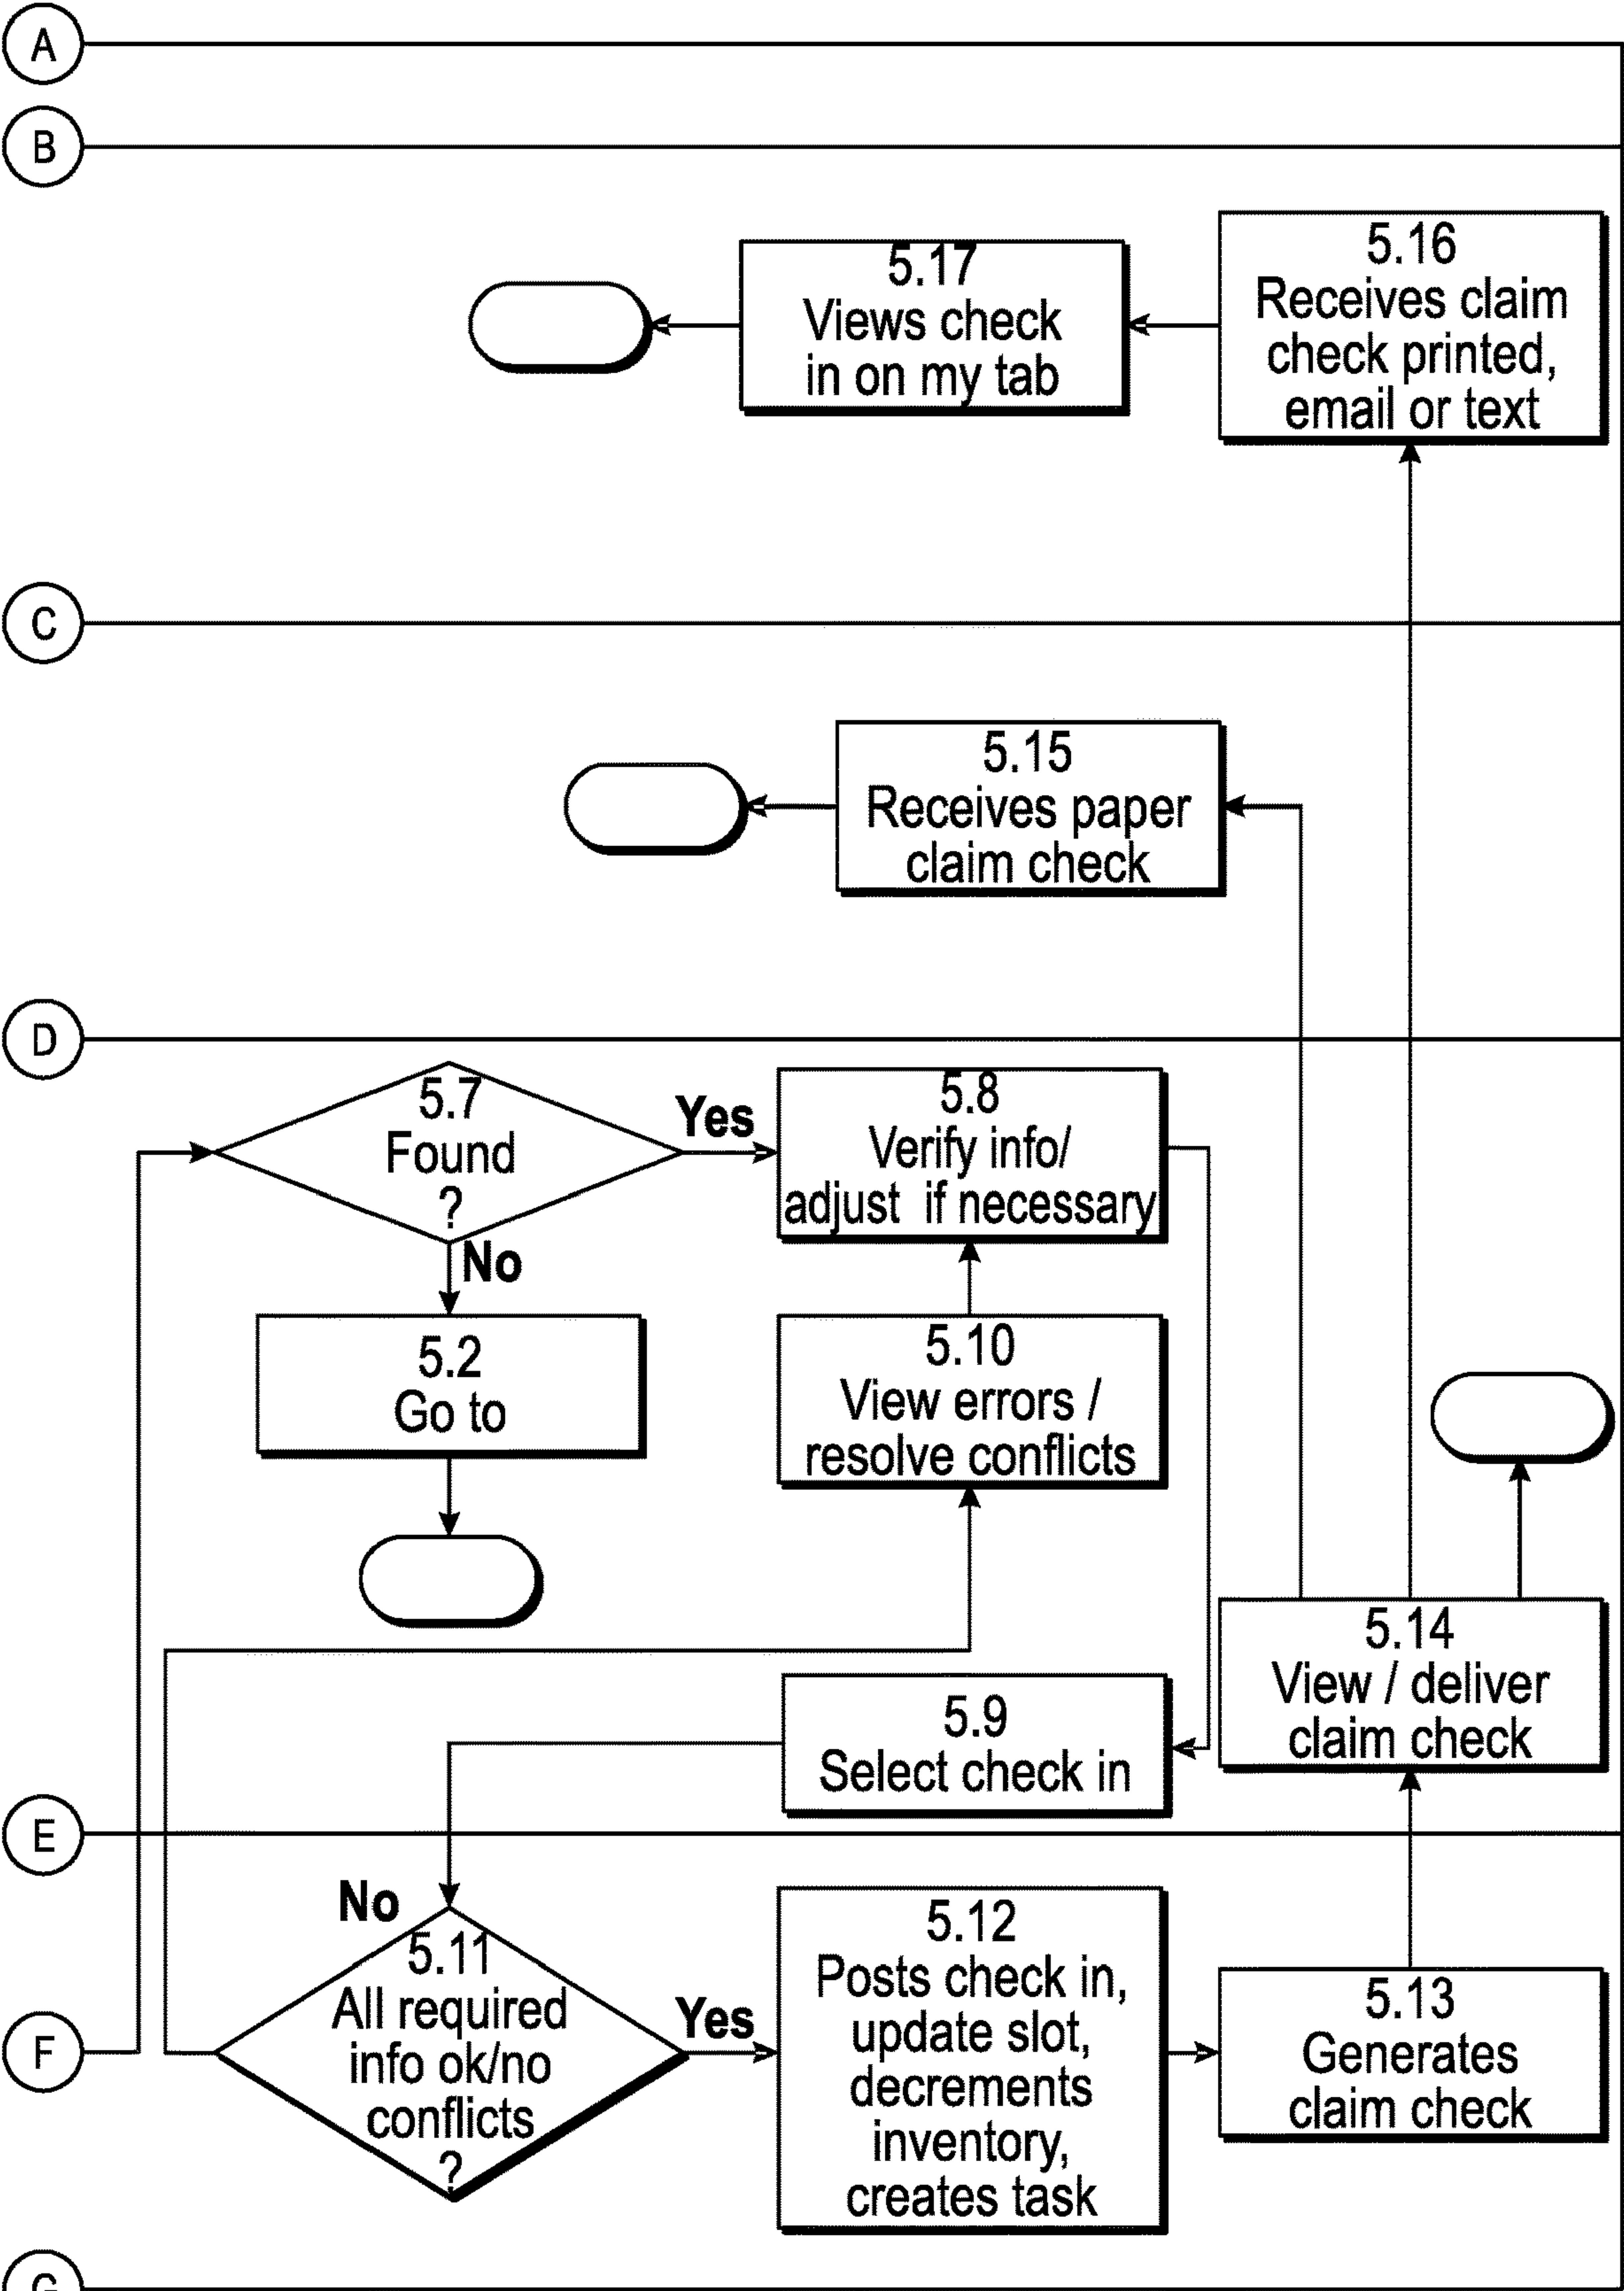 A
B
5.17
Views check
in on my tab
5.16
Receives claim
check printed,
email or text
C
5.15
Receives paper
claim check
D
5.7
Found
?
Yes
No
5.8
Verify info/
adjust if necessary
5.2
Go to
5.10
View errors /
resolve conflicts
5.14
View / deliver
claim check
5.9
Select check in
E
No
5.11
All required
info ok/no
conflicts
?
Yes
5.12
Posts check in,
update slot,
decrements
inventory,
creates task
5.13
Generates
claim check
F
G